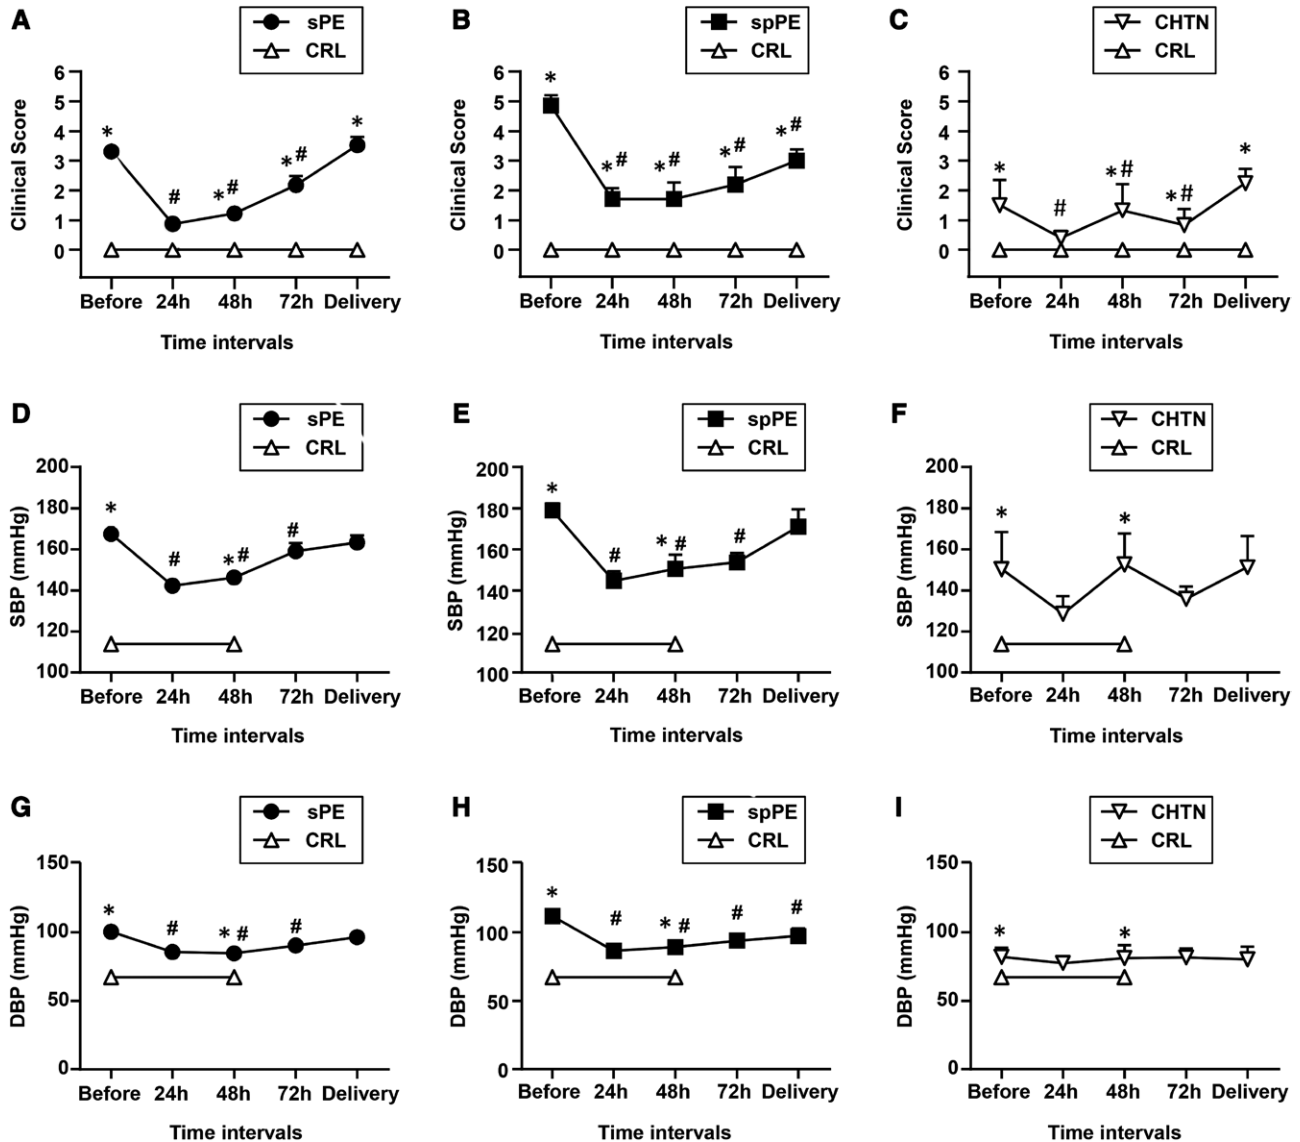 A
sPE
CRL
Clinical Score
6
5
4
3
2
1
0
*
#
* #
* #
*
Before 24h 48h 72h Delivery
Time intervals
B
spPE
CRL
Clinical Score
6
5
4
3
2
1
0
*
* #
* #
* #
* #
Before 24h 48h 72h Delivery
Time intervals
C
CHTN
CRL
Clinical Score
6
5
4
3
2
1
0
*
#
* #
* #
*
Before 24h 48h 72h Delivery
Time intervals
D
sPE
CRL
SBP (mmHg)
200
180
160
140
120
100
*
#
* #
#
Before 24h 48h 72h Delivery
Time intervals
E
spPE
CRL
SBP (mmHg)
200
180
160
140
120
100
*
#
* #
#
Before 24h 48h 72h Delivery
Time intervals
F
CHTN
CRL
SBP (mmHg)
200
180
160
140
120
100
*
*
Before 24h 48h 72h Delivery
Time intervals
G
sPE
CRL
DBP (mmHg)
150
100
50
0
*
#
* #
#
Before 24h 48h 72h Delivery
Time intervals
H
spPE
CRL
DBP (mmHg)
150
100
50
0
*
#
* #
#
#
Before 24h 48h 72h Delivery
Time intervals
I
CHTN
CRL
DBP (mmHg)
150
100
50
0
*
*
Before 24h 48h 72h Delivery
Time intervals